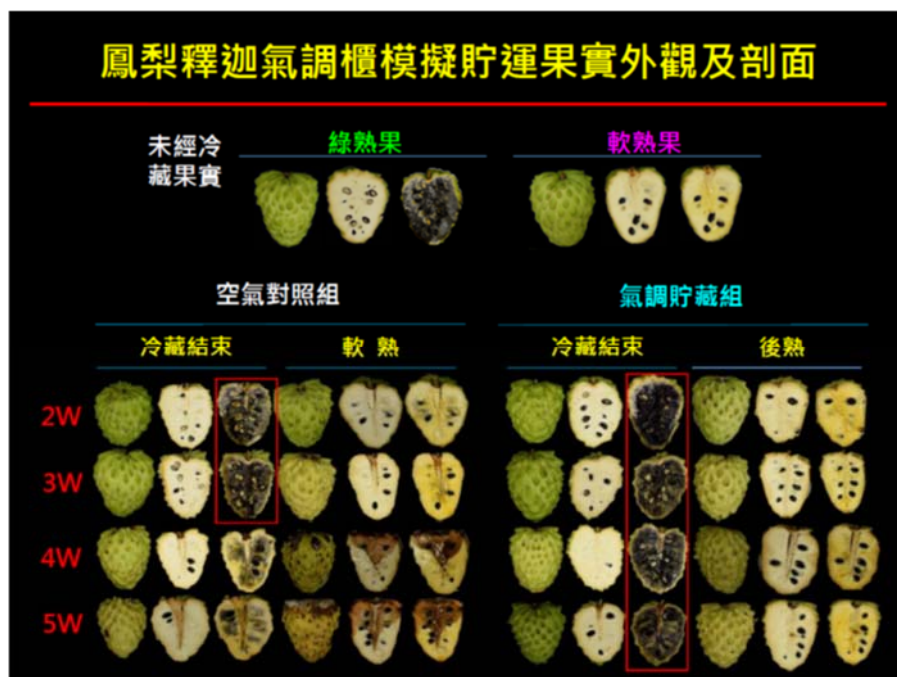 鳳梨釋迦氣調櫃模擬貯運果實外觀及剖面
未經冷
藏果實
綠熟果
軟熟果
空氣對照組
氣調貯藏組
冷藏結束
軟 熟
冷藏結束
後熟
2W
3W
4W
5W